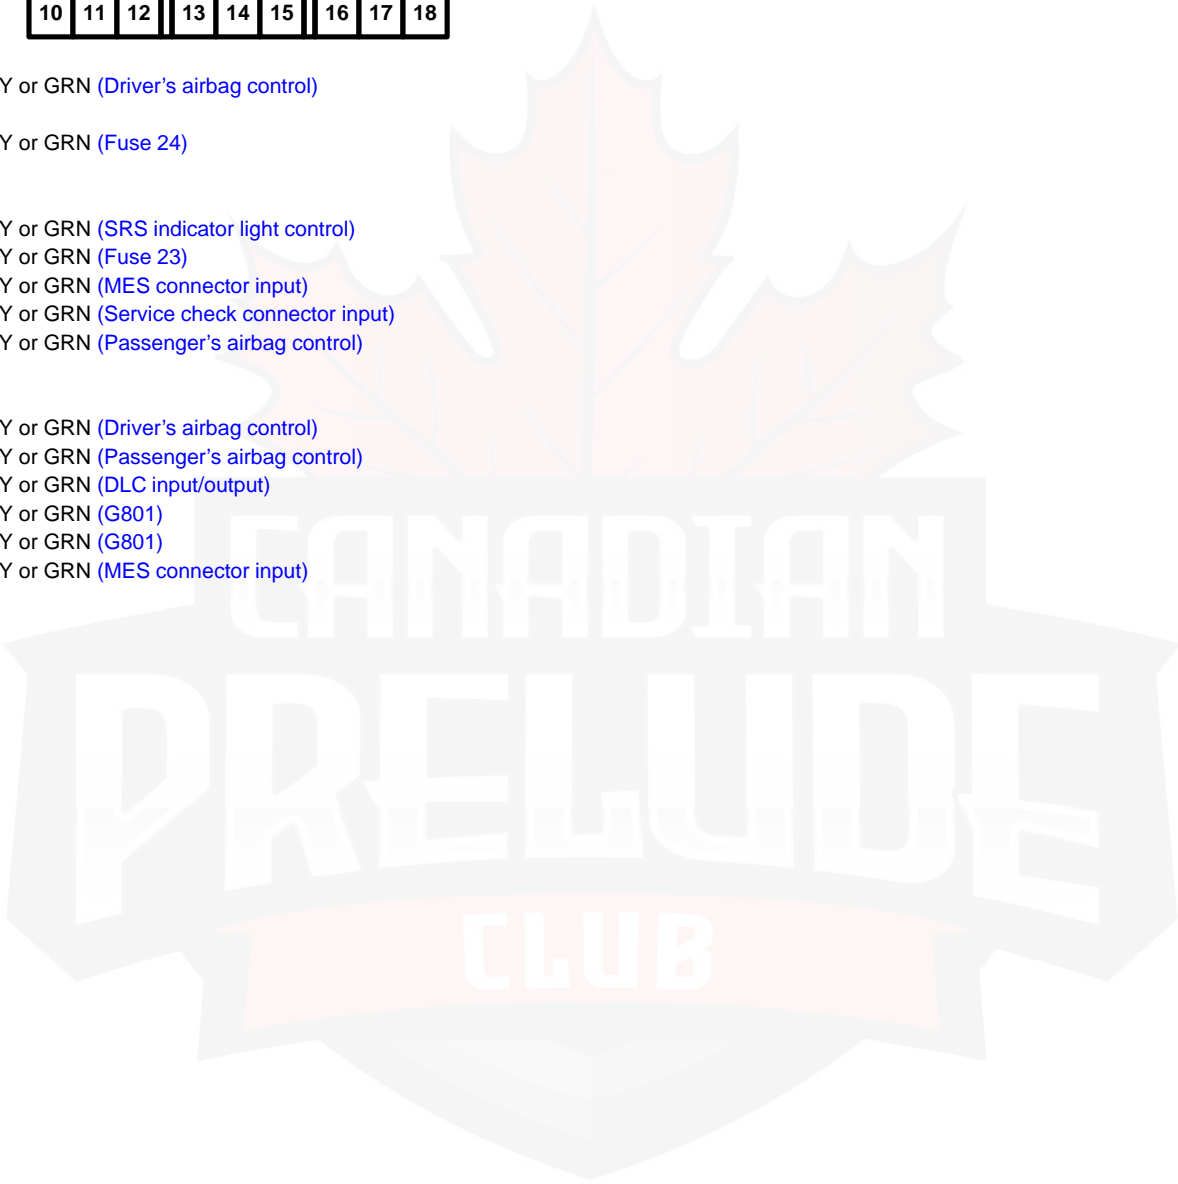 10 11 12 13 14 15 16 17 18
Y or GRN (Driver’s airbag control)
Y or GRN (Fuse 24)
Y or GRN (SRS indicator light control)
Y or GRN (Fuse 23)
Y or GRN (MES connector input)
Y or GRN (Service check connector input)
Y or GRN (Passenger’s airbag control)
Y or GRN (Driver’s airbag control)
Y or GRN (Passenger’s airbag control)
Y or GRN (DLC input/output)
Y or GRN (G801)
Y or GRN (G801)
Y or GRN (MES connector input)
CANADIAN
PRELUDE
CLUB